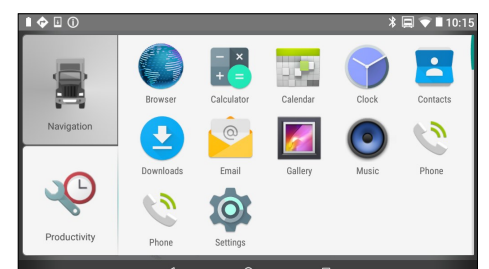 10:15
Browser
Calculator
Calendar
Clock
Contacts
Navigation
Downloads
Email
Gallery
Music
Phone
Productivity
Phone
Settings